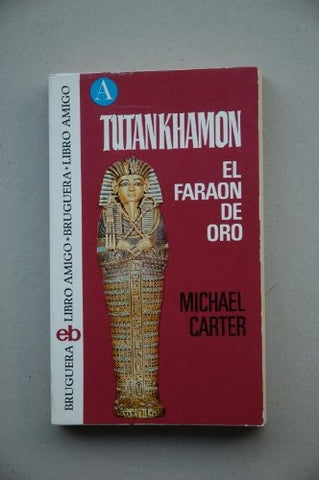 A
TUTANKHAMON
EL
FARAON
DE
ORO
MICHAEL
CARTER
BRUGUERA eb LIBRO AMIGO • BRUGUERA • LIBRO AMIGO